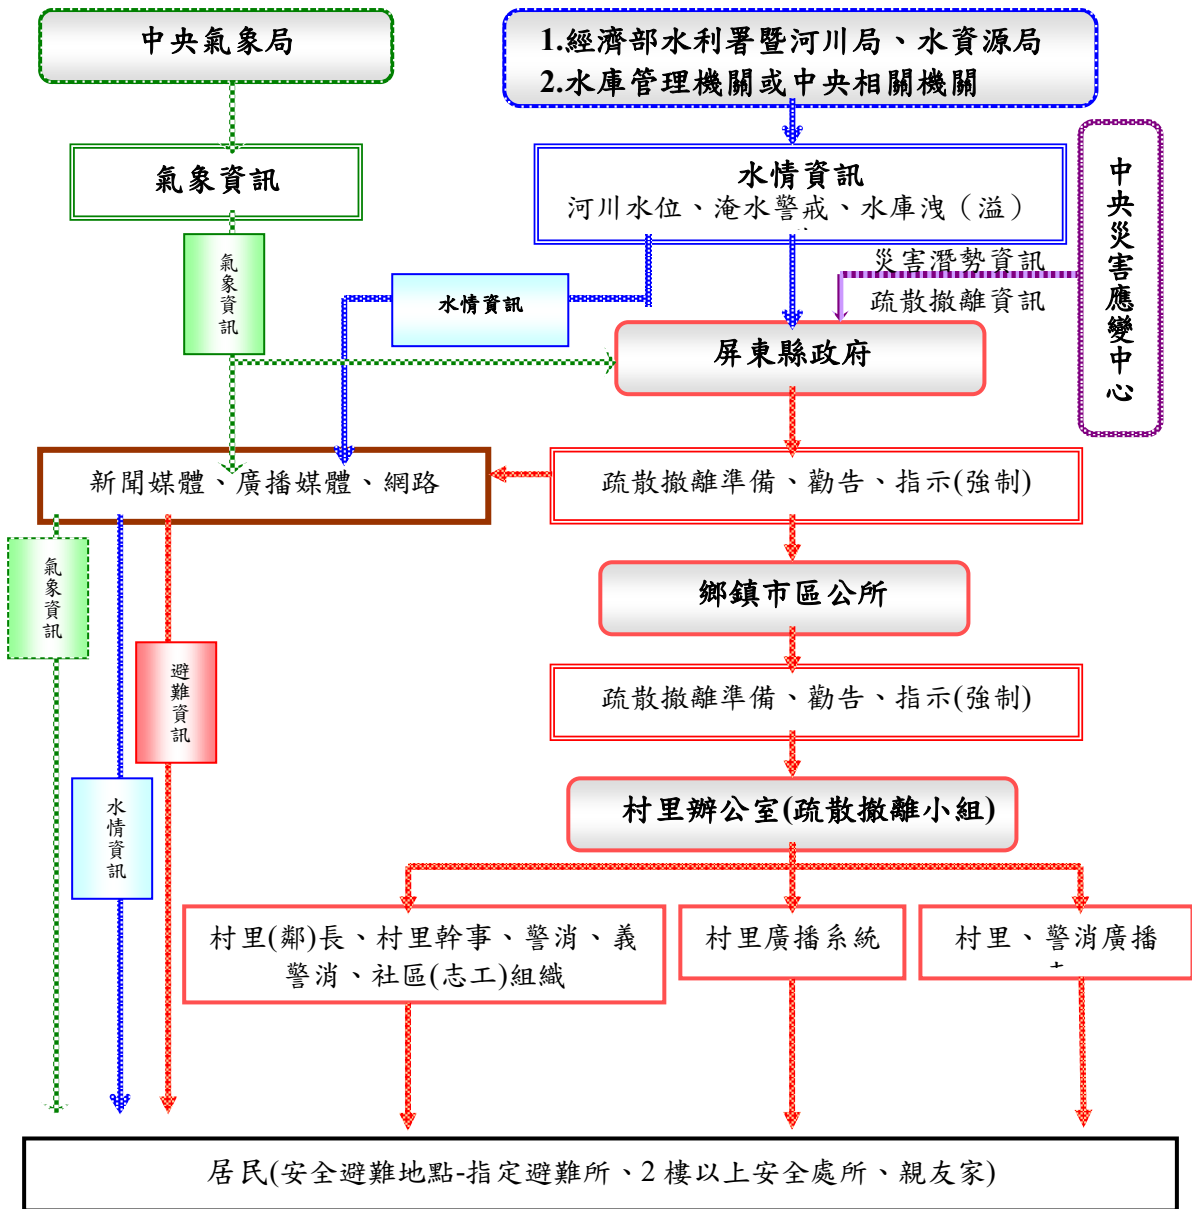 中央氣象局
1.經濟部水利署暨河川局、水資源局
2.水庫管理機關或中央相關機關
氣象資訊
水情資訊
河川水位、淹水警戒、水庫洩（溢）
中央災害應變中心
氣象資訊
水情資訊
災害潛勢資訊
疏散撤離資訊
屏東縣政府
新聞媒體、廣播媒體、網路
疏散撤離準備、勸告、指示(強制)
氣象資訊
鄉鎮市區公所
避難資訊
疏散撤離準備、勸告、指示(強制)
水情資訊
村里辦公室(疏散撤離小組)
村里(鄰)長、村里幹事、警消、義
警消、社區(志工)組織
村里廣播系統
村里、警消廣播
居民(安全避難地點-指定避難所、2 樓以上安全處所、親友家)